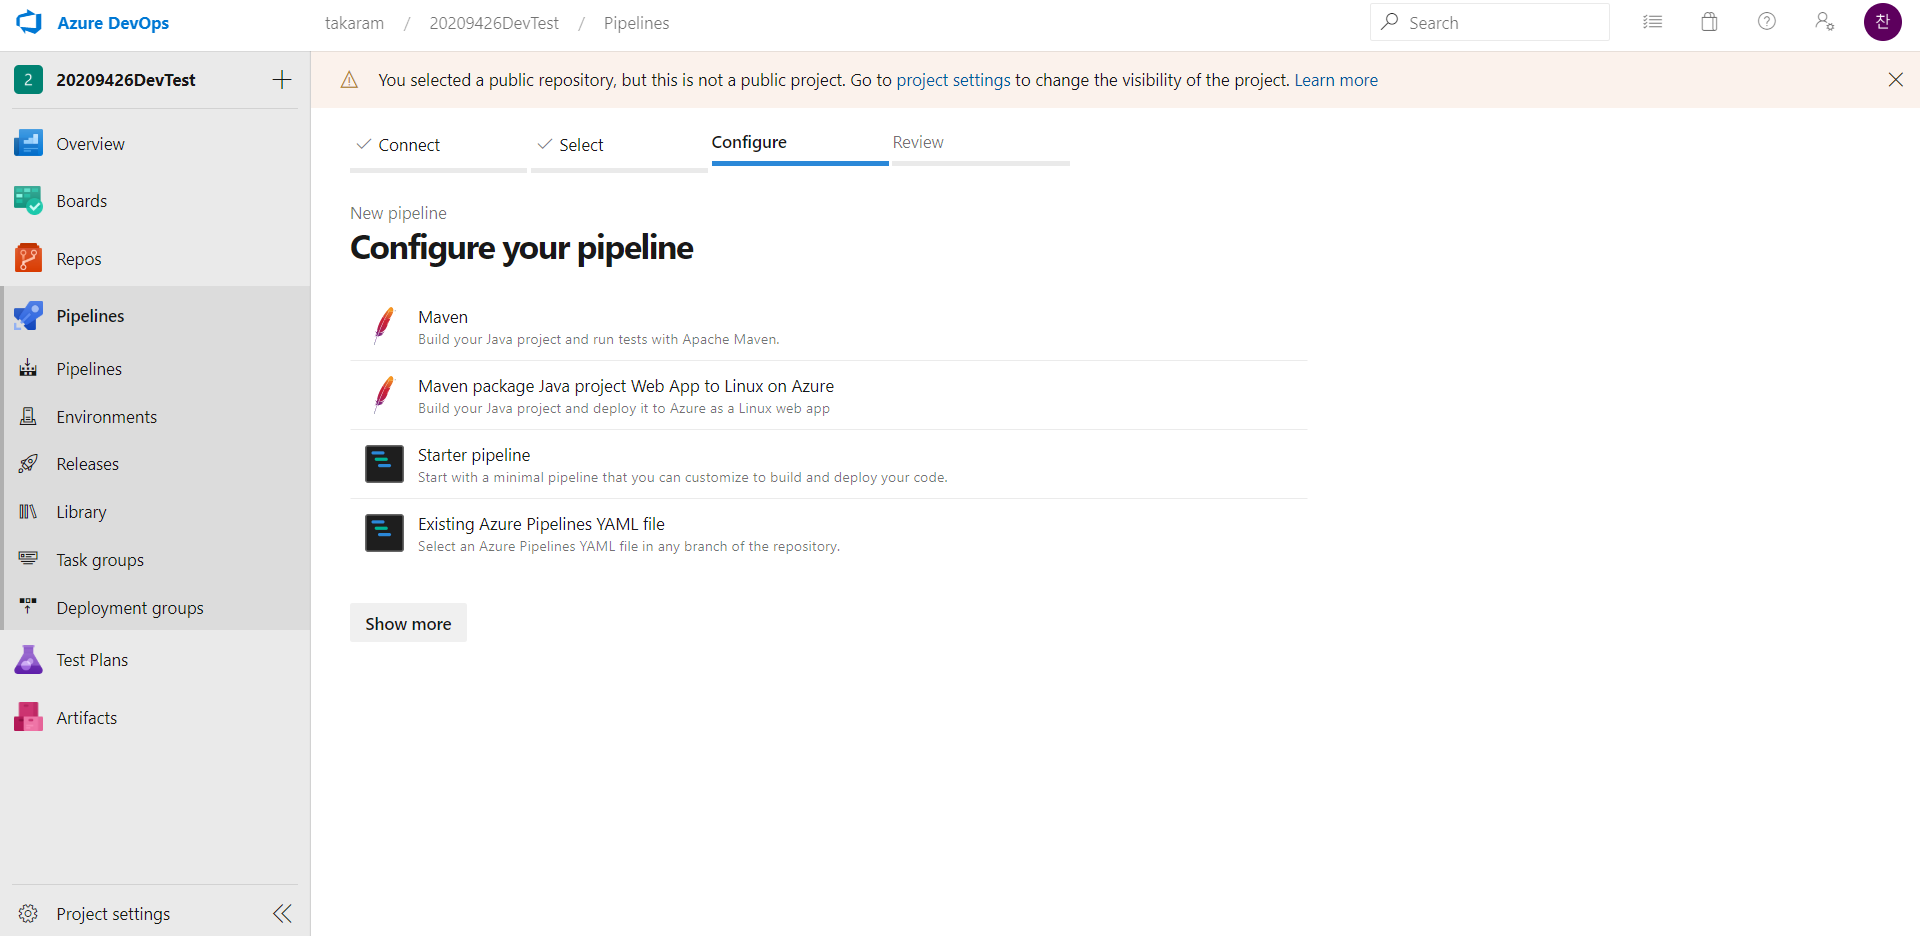 Azure DevOps
takaram / 20209426DevTest / Pipelines
Search
찬
2 20209426DevTest
You selected a public repository, but this is not a public project. Go to project settings to change the visibility of the project. Learn more
Overview
Boards
Repos
Pipelines
Pipelines
Environments
Releases
Library
Task groups
Deployment groups
Test Plans
Artifacts
Project settings
Connect
Select
Configure
Review
New pipeline
Configure your pipeline
Maven
Build your Java project and run tests with Apache Maven.
Maven package Java project Web App to Linux on Azure
Build your Java project and deploy it to Azure as a Linux web app
Starter pipeline
Start with a minimal pipeline that you can customize to build and deploy your code.
Existing Azure Pipelines YAML file
Select an Azure Pipelines YAML file in any branch of the repository.
Show more